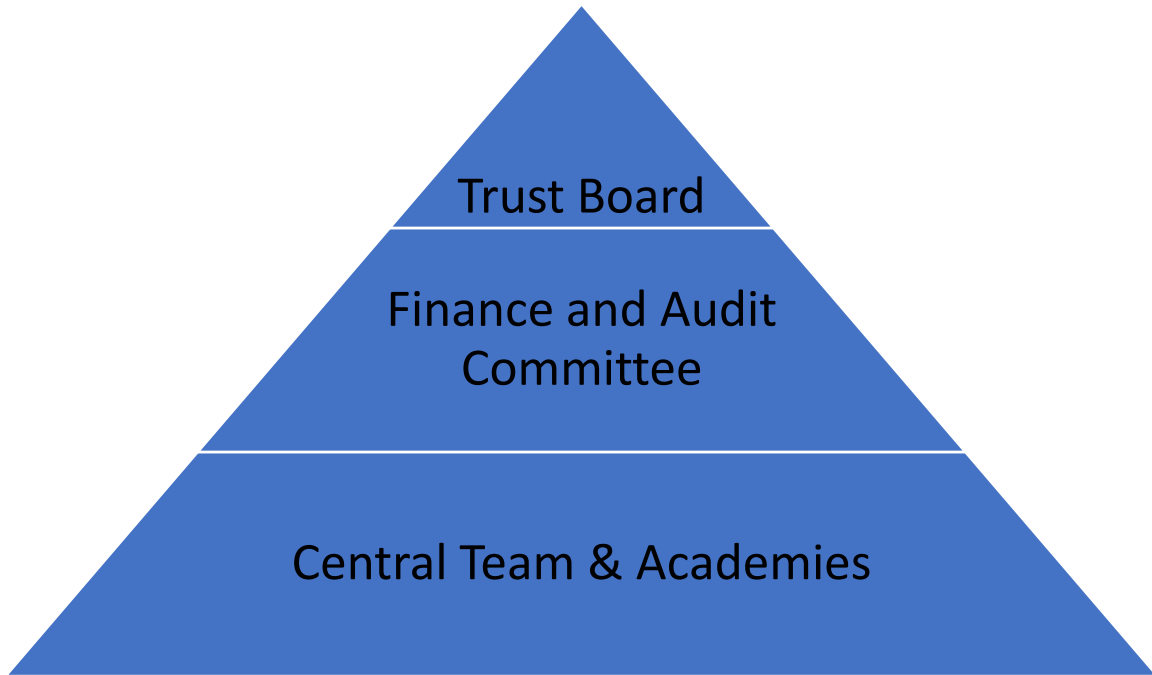 Trust Board
Finance and Audit
Committee
Central Team & Academies